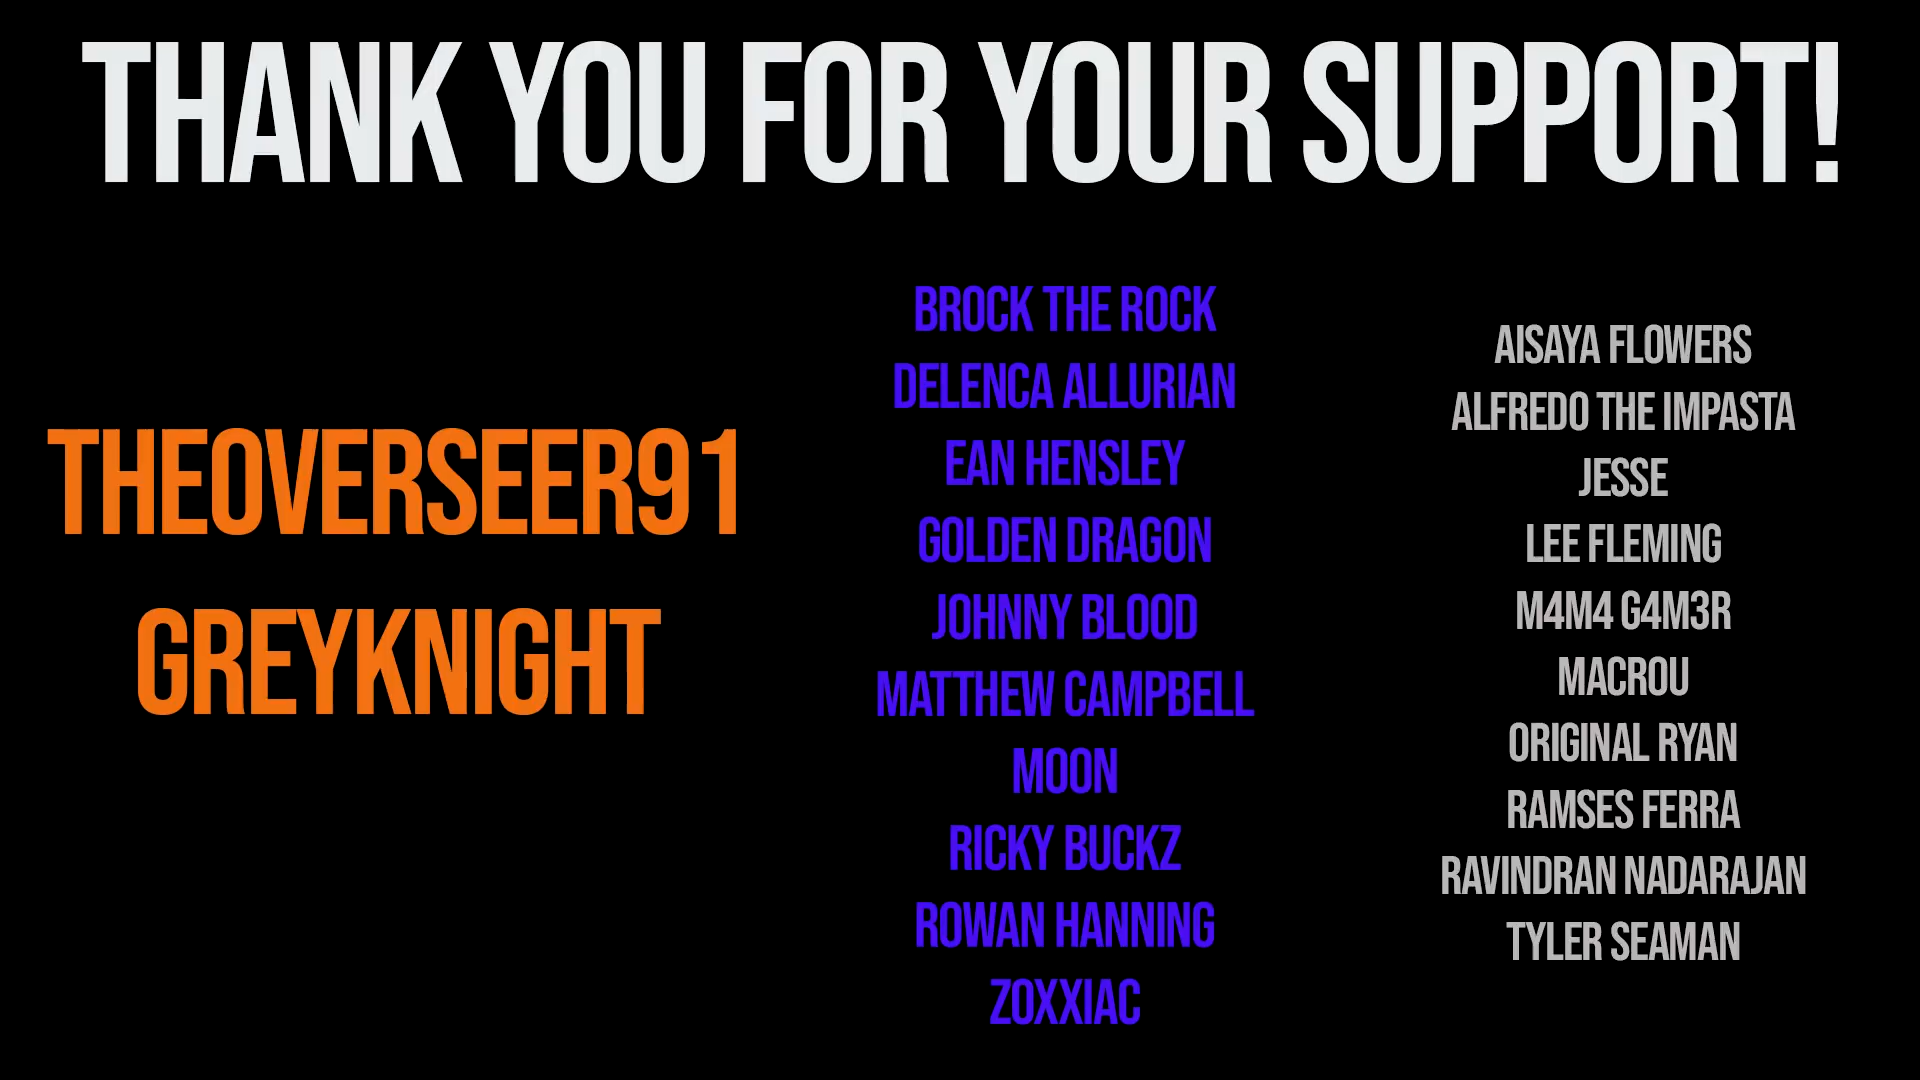 THANK YOU FOR YOUR SUPPORT!
THEOVERSEER91
GREYKNIGHT
BROCK THE ROCK
DELENCA ALLURIAN
EAN HENSLEY
GOLDEN DRAGON
JOHNNY BLOOD
MATTHEW CAMPBELL
MOON
RICKY BUCKZ
ROWAN HANNING
ZOXXIAC
AISAYA FLOWERS
ALFREDO THE IMPASTA
JESSE
LEE FLEMING
M4M4 G4M3R
MACROU
ORIGINAL RYAN
RAMSES FERRA
RAVINDRAN NADARAJAN
TYLER SEAMAN